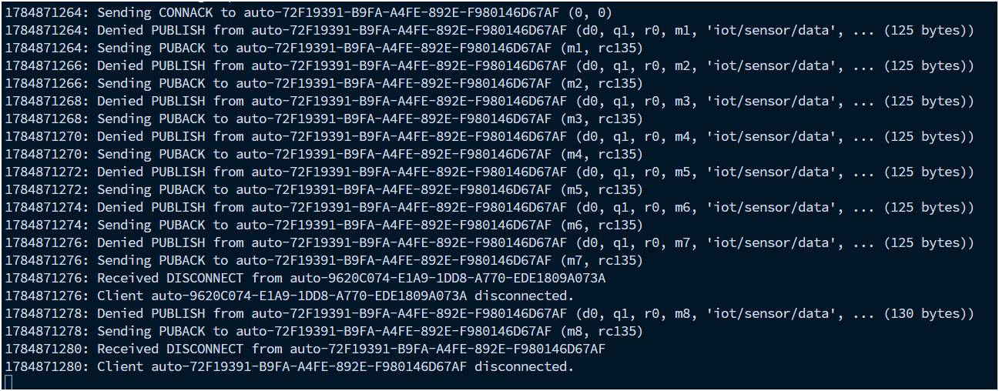 1784871264: Sending CONNACK to auto-72F19391-B9FA-A4FE-892E-F980146D67AF (0, 0)
1784871264: Denied PUBLISH from auto-72F19391-B9FA-A4FE-892E-F980146D67AF (d0, q1, r0, m1, 'iot/sensor/data', ... (125 bytes))
1784871264: Sending PUBACK to auto-72F19391-B9FA-A4FE-892E-F980146D67AF (m1, rc135)
1784871266: Denied PUBLISH from auto-72F19391-B9FA-A4FE-892E-F980146D67AF (d0, q1, r0, m2, 'iot/sensor/data', ... (125 bytes))
1784871266: Sending PUBACK to auto-72F19391-B9FA-A4FE-892E-F980146D67AF (m2, rc135)
1784871268: Denied PUBLISH from auto-72F19391-B9FA-A4FE-892E-F980146D67AF (d0, q1, r0, m3, 'iot/sensor/data', ... (125 bytes))
1784871268: Sending PUBACK to auto-72F19391-B9FA-A4FE-892E-F980146D67AF (m3, rc135)
1784871270: Denied PUBLISH from auto-72F19391-B9FA-A4FE-892E-F980146D67AF (d0, q1, r0, m4, 'iot/sensor/data', ... (125 bytes))
1784871270: Sending PUBACK to auto-72F19391-B9FA-A4FE-892E-F980146D67AF (m4, rc135)
1784871272: Denied PUBLISH from auto-72F19391-B9FA-A4FE-892E-F980146D67AF (d0, q1, r0, m5, 'iot/sensor/data', ... (125 bytes))
1784871272: Sending PUBACK to auto-72F19391-B9FA-A4FE-892E-F980146D67AF (m5, rc135)
1784871274: Denied PUBLISH from auto-72F19391-B9FA-A4FE-892E-F980146D67AF (d0, q1, r0, m6, 'iot/sensor/data', ... (125 bytes))
1784871274: Sending PUBACK to auto-72F19391-B9FA-A4FE-892E-F980146D67AF (m6, rc135)
1784871276: Denied PUBLISH from auto-72F19391-B9FA-A4FE-892E-F980146D67AF (d0, q1, r0, m7, 'iot/sensor/data', ... (125 bytes))
1784871276: Sending PUBACK to auto-72F19391-B9FA-A4FE-892E-F980146D67AF (m7, rc135)
1784871276: Received DISCONNECT from auto-9620C074-E1A9-1DD8-A770-EDE1809A073A
1784871276: Client auto-9620C074-E1A9-1DD8-A770-EDE1809A073A disconnected.
1784871278: Denied PUBLISH from auto-72F19391-B9FA-A4FE-892E-F980146D67AF (d0, q1, r0, m8, 'iot/sensor/data', ... (130 bytes))
1784871278: Sending PUBACK to auto-72F19391-B9FA-A4FE-892E-F980146D67AF (m8, rc135)
1784871280: Received DISCONNECT from auto-72F19391-B9FA-A4FE-892E-F980146D67AF
1784871280: Client auto-72F19391-B9FA-A4FE-892E-F980146D67AF disconnected.